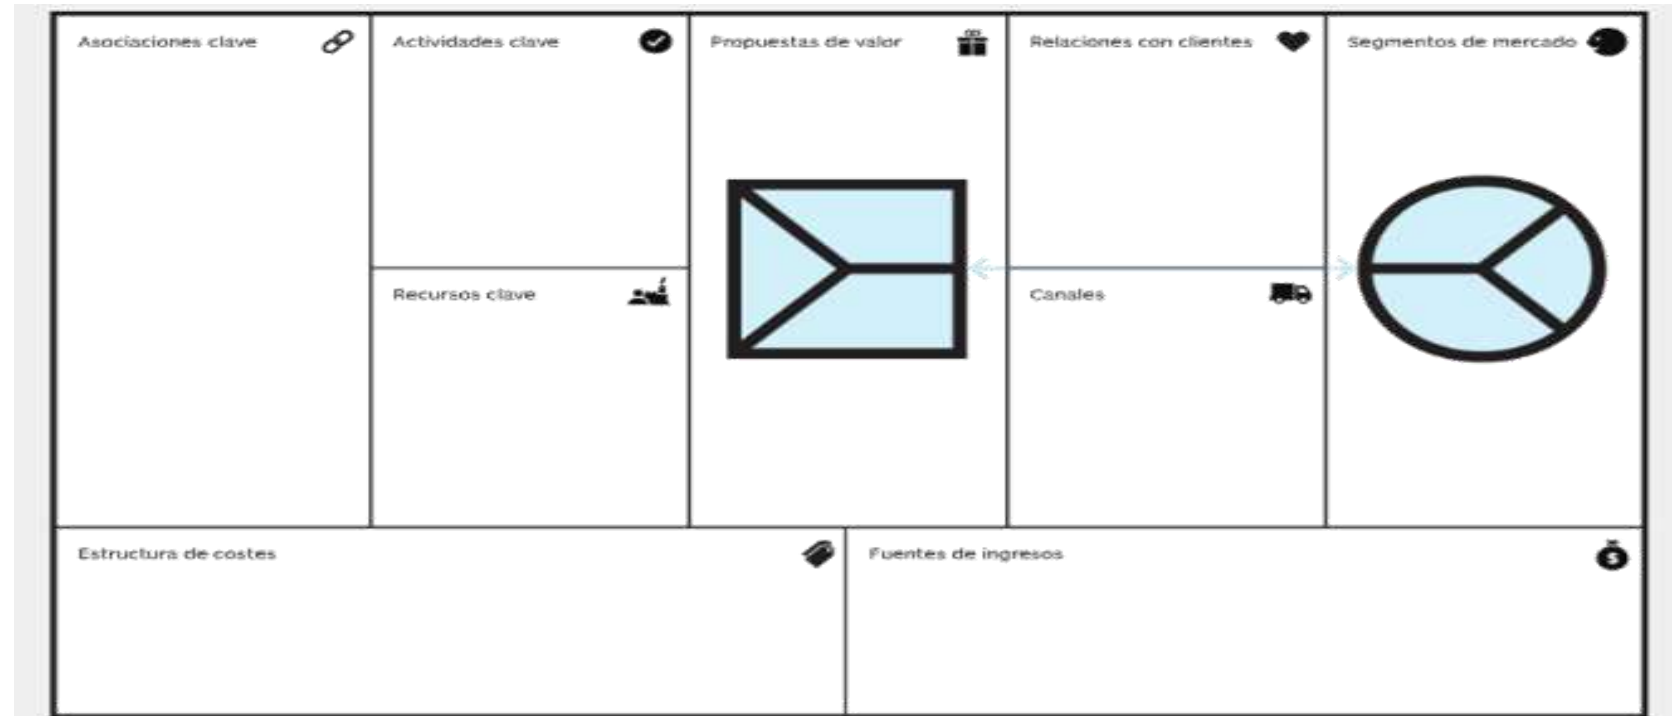 Asociaciones clave
Actividades clave
Propuestas de valor
Relaciones con clientes
Segmentos de mercado
Recursos clave
Canales
Estructura de costes
Fuentes de ingresos